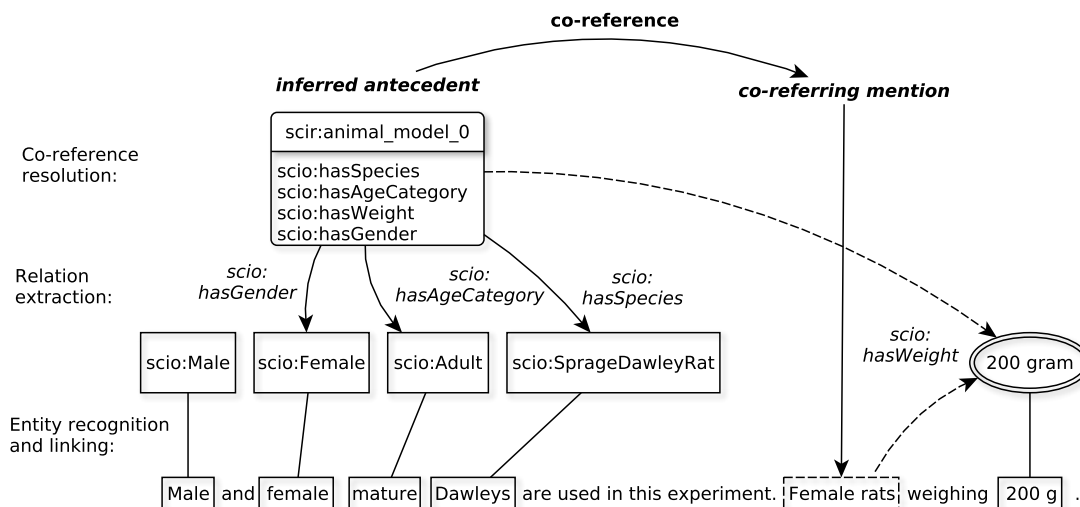 co-reference
inferred antecedent
co-referring mention
scir:animal_model_0
Co-reference
resolution:
scio:hasSpecies
scio:hasAgeCategory
scio:hasWeight
scio:hasGender
Relation
extraction:
scio:
hasGender
scio:
hasAgeCategory
scio:
hasSpecies
scio:
hasWeight
scio:Male
scio:Female
scio:Adult
scio:SprageDawleyRat
200 gram
Entity recognition
and linking:
Male and female mature Dawleys are used in this experiment. Female rats weighing 200 g .